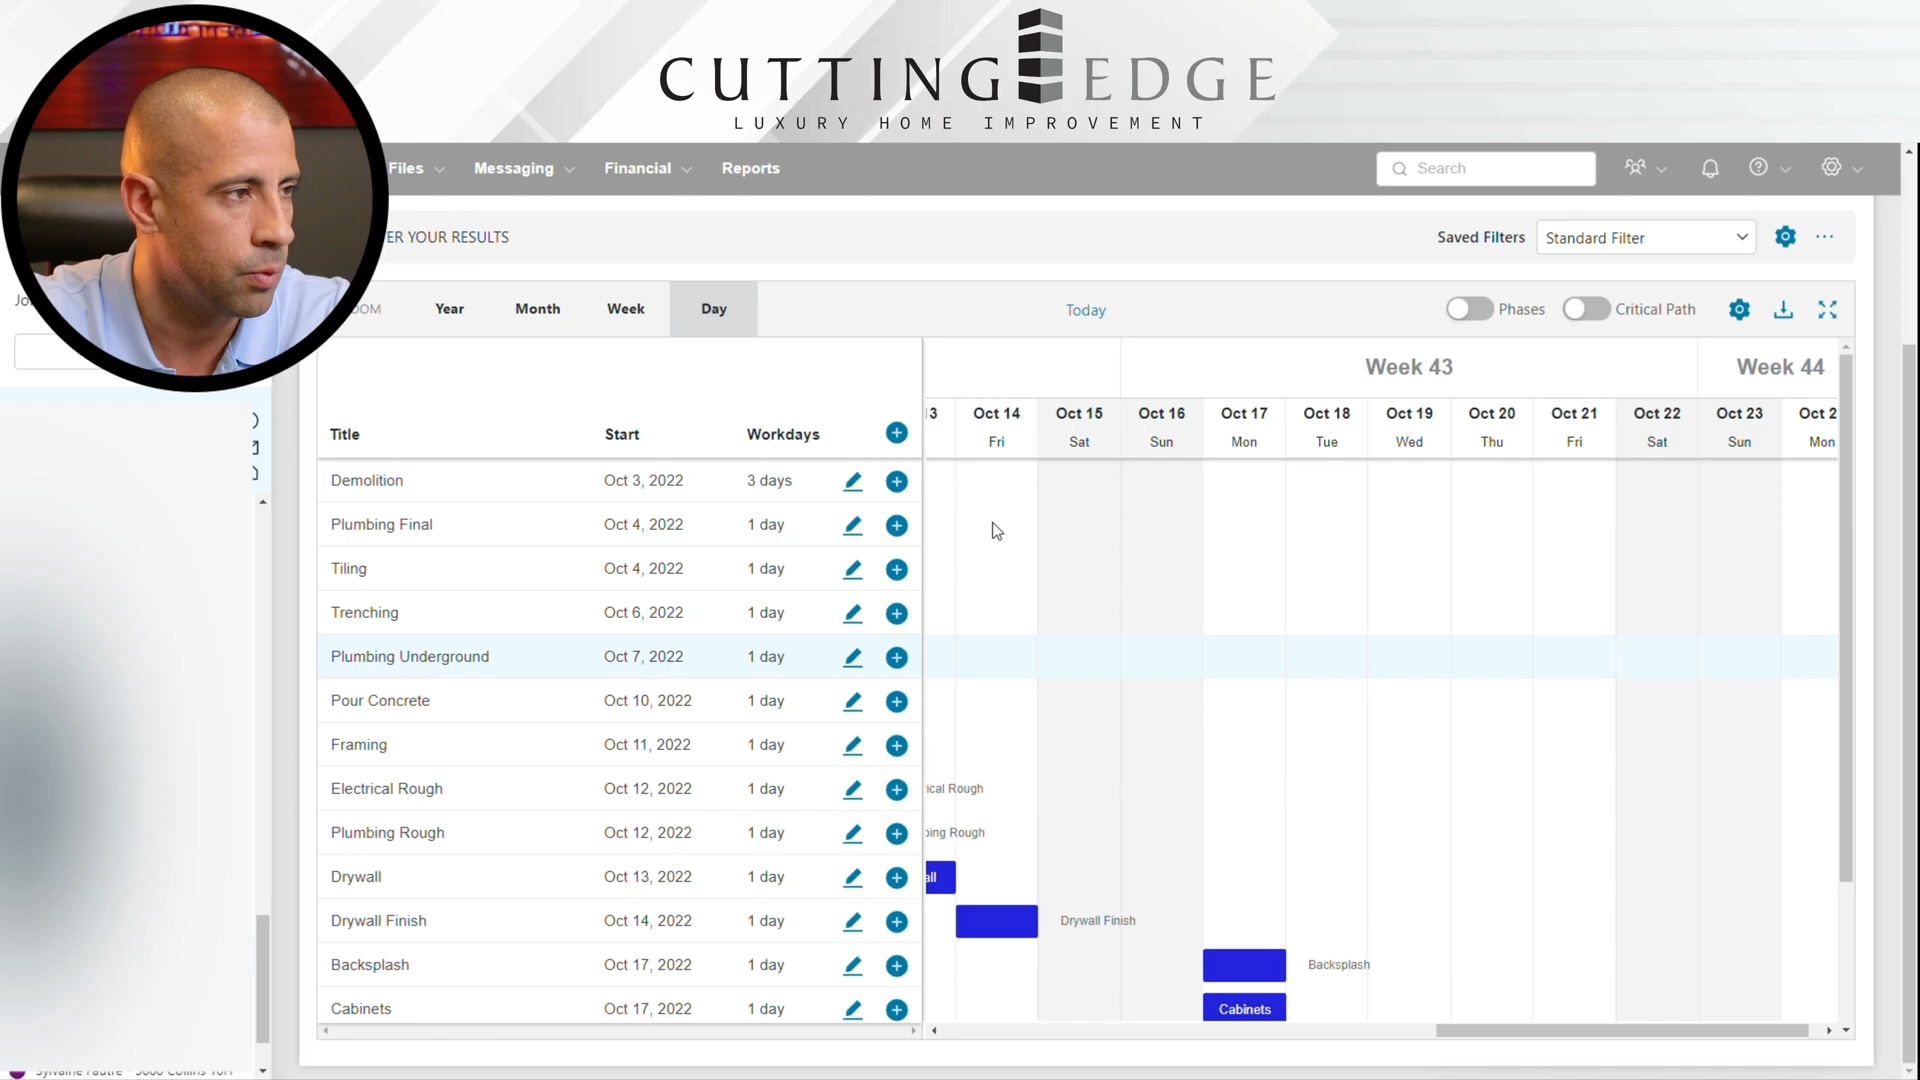 CUTTING EDGE
LUXURY HOME IMPROVEMENT
Files Messaging Financial Reports Search
ER YOUR RESULTS Saved Filters Standard Filter
OOM Year Month Week Day Today Phases Critical Path
Week 43 Week 44
Oct 14 Oct 15 Oct 16 Oct 17 Oct 18 Oct 19 Oct 20 Oct 21 Oct 22 Oct 23 Oct 2
Title Start Workdays Fri Sat Sun Mon Tue Wed Thu Fri Sat Sun Mon
Demolition Oct 3, 2022 3 days
Plumbing Final Oct 4, 2022 1 day
Tiling Oct 4, 2022 1 day
Trenching Oct 6, 2022 1 day
Plumbing Underground Oct 7, 2022 1 day
Pour Concrete Oct 10, 2022 1 day
Framing Oct 11, 2022 1 day
Electrical Rough Oct 12, 2022 1 day ical Rough
Plumbing Rough Oct 12, 2022 1 day bing Rough
Drywall Oct 13, 2022 1 day all
Drywall Finish Oct 14, 2022 1 day Drywall Finish
Backsplash Oct 17, 2022 1 day Backsplash
Cabinets Oct 17, 2022 1 day Cabinets